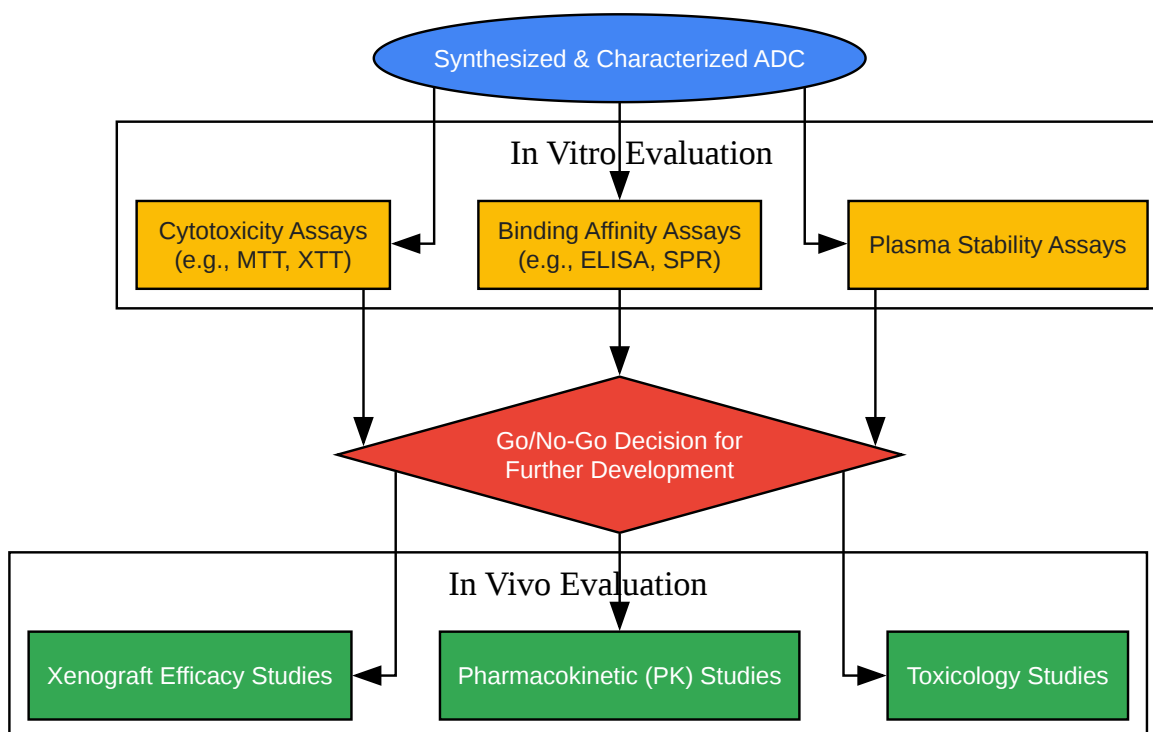 Synthesized & Characterized ADC
In Vitro Evaluation
Cytotoxicity Assays
(e.g., MTT, XTT)
Binding Affinity Assays
(e.g., ELISA, SPR)
Plasma Stability Assays
Go/No-Go Decision for
Further Development
In Vivo Evaluation
Xenograft Efficacy Studies
Pharmacokinetic (PK) Studies
Toxicology Studies